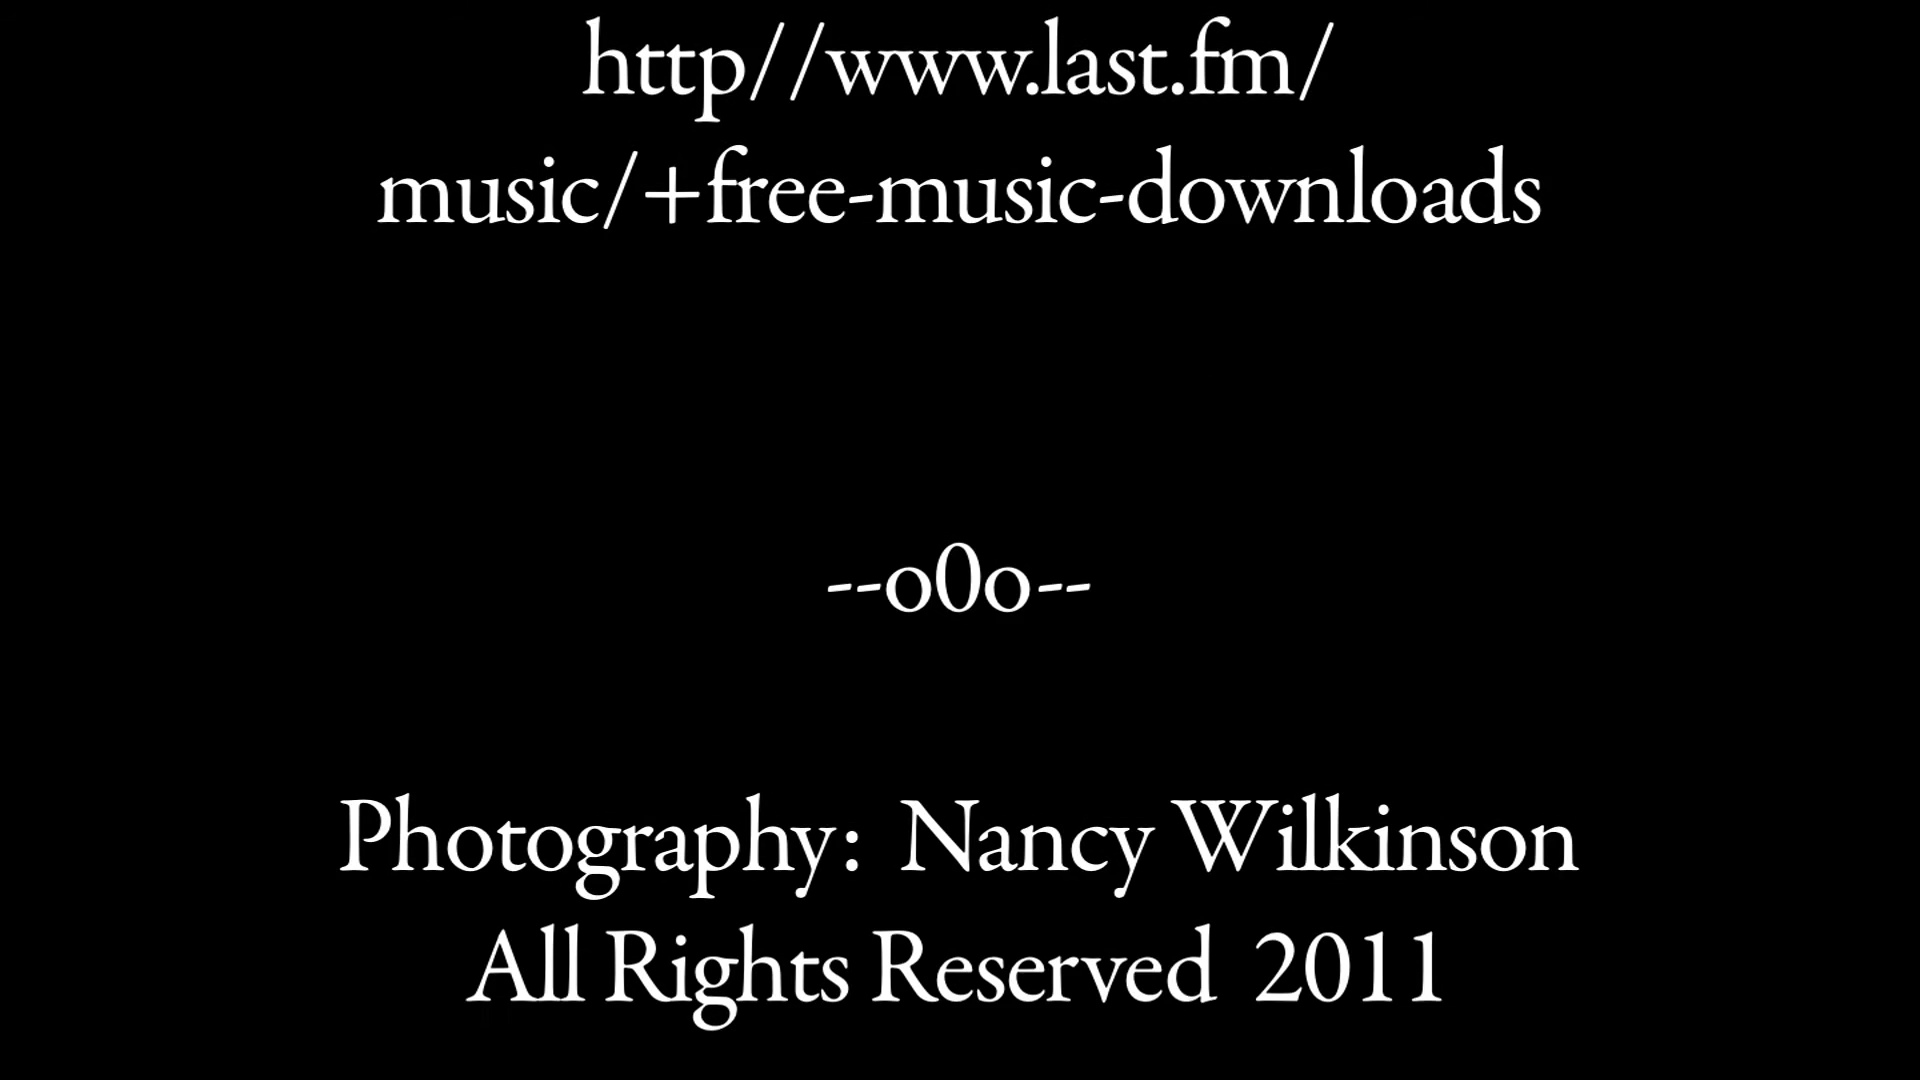 http//www.last.fm/
music/+free-music-downloads
--o0o--
Photography:  Nancy Wilkinson
All Rights Reserved  2011